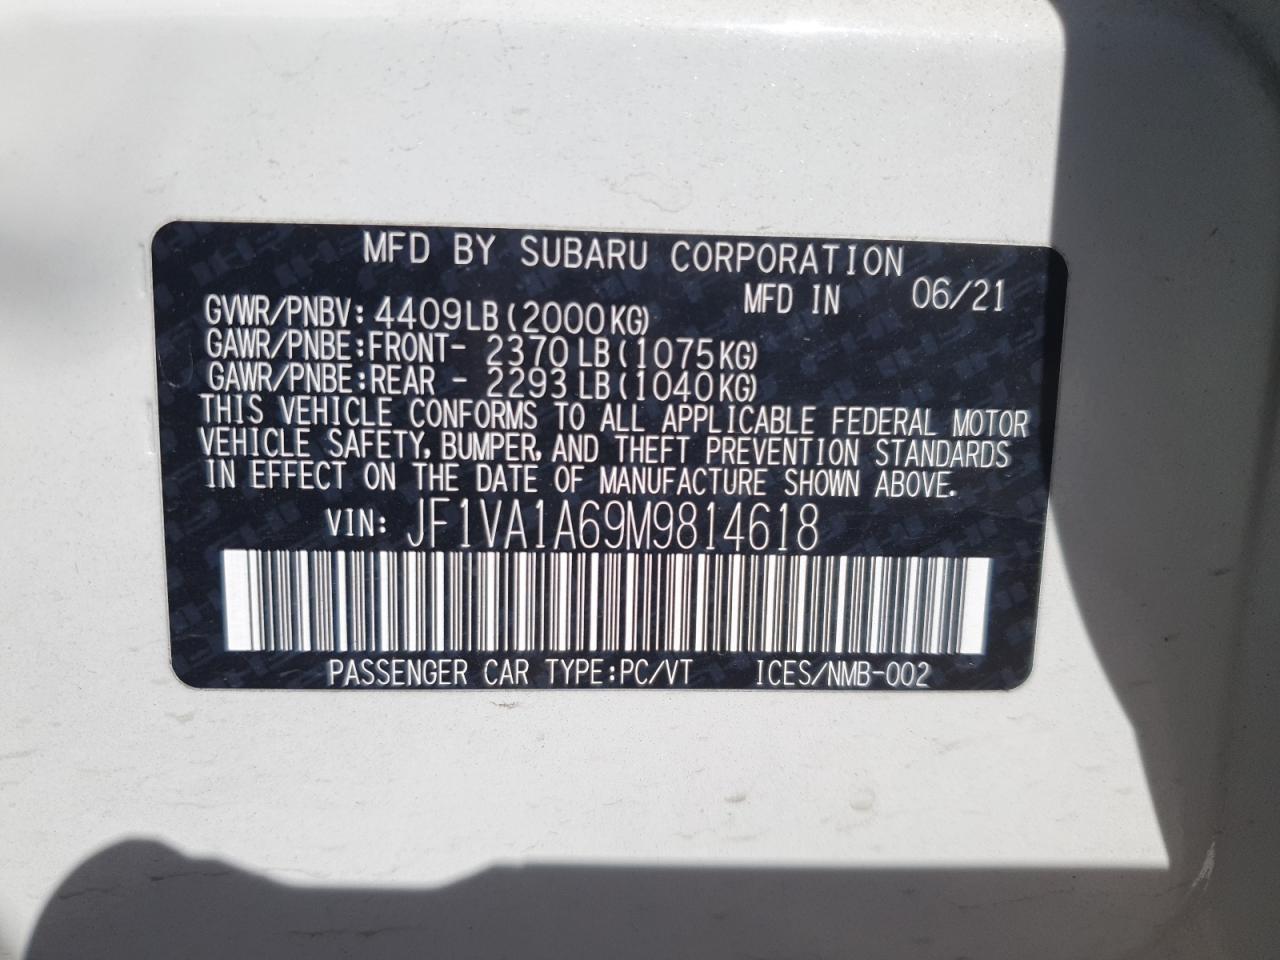 MFD BY SUBARU CORPORATION
MFD IN 06/21
GVWR/PNBV: 4409LB (2000KG)
GAWR/PNBE:FRONT- 2370LB (1075KG)
GAWR/PNBE:REAR - 2293LB (1040KG)
THIS VEHICLE CONFORMS TO ALL APPLICABLE FEDERAL MOTOR
VEHICLE SAFETY, BUMPER, AND THEFT PREVENTION STANDARDS
IN EFFECT ON THE DATE OF MANUFACTURE SHOWN ABOVE.
VIN: JF1VA1A69M9814618
PASSENGER CAR TYPE:PC/VT ICES/NMB-002